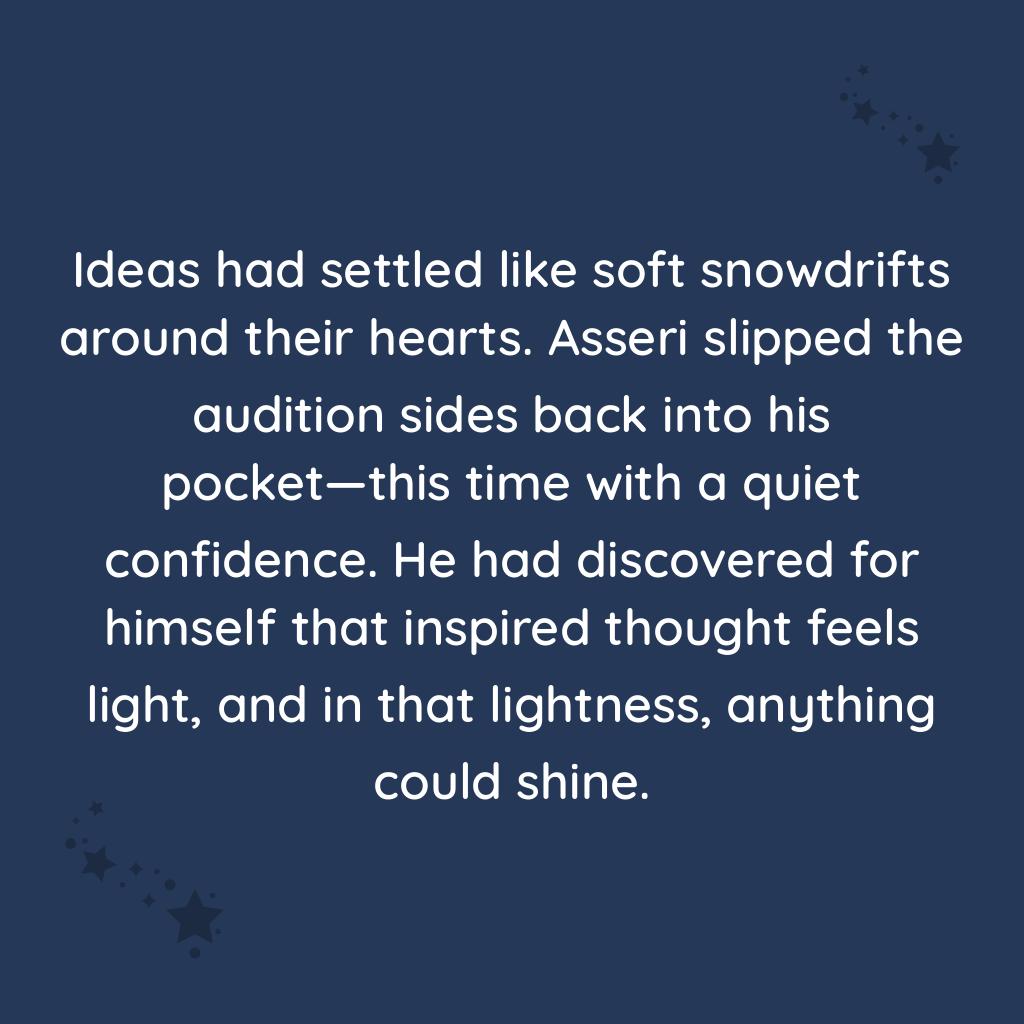 Ideas had settled like soft snowdrifts
around their hearts. Asseri slipped the
audition sides back into his
pocket—this time with a quiet
confidence. He had discovered for
himself that inspired thought feels
light, and in that lightness, anything
could shine.